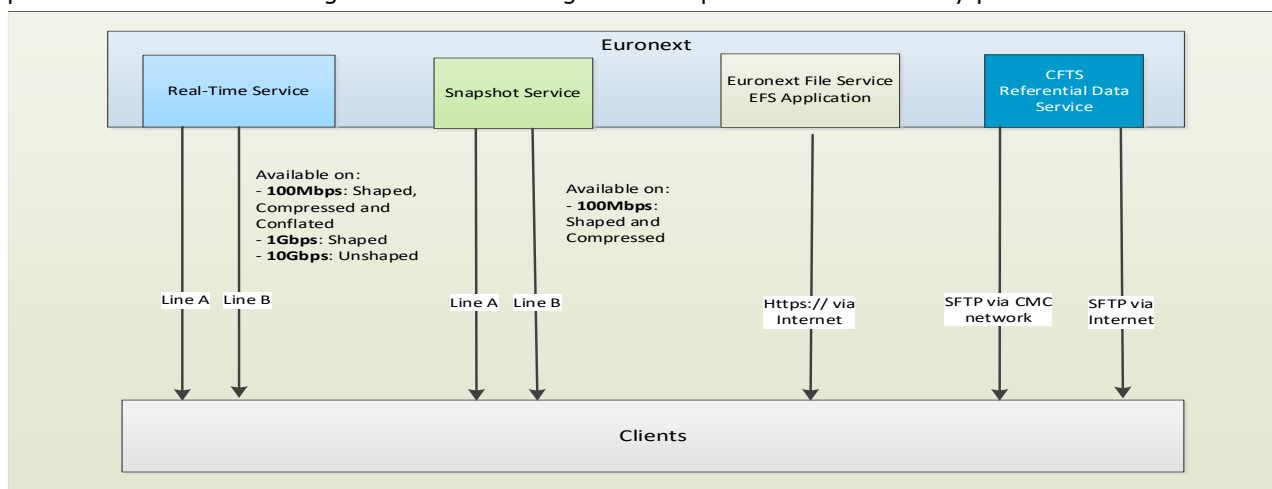 Euronext
Real-Time Service
Snapshot Service
Euronext File Service
EFS Application
CFTS
Referential Data
Service
Available on:
- 100Mbps: Shaped,
Compressed and
Conflated
- 1Gbps: Shaped
- 10Gbps: Unshaped
Available on:
- 100Mbps:
Shaped and
Compressed
Line A
Line B
Line A
Line B
Https:// via
Internet
SFTP via CMC
network
SFTP via
Internet
Clients